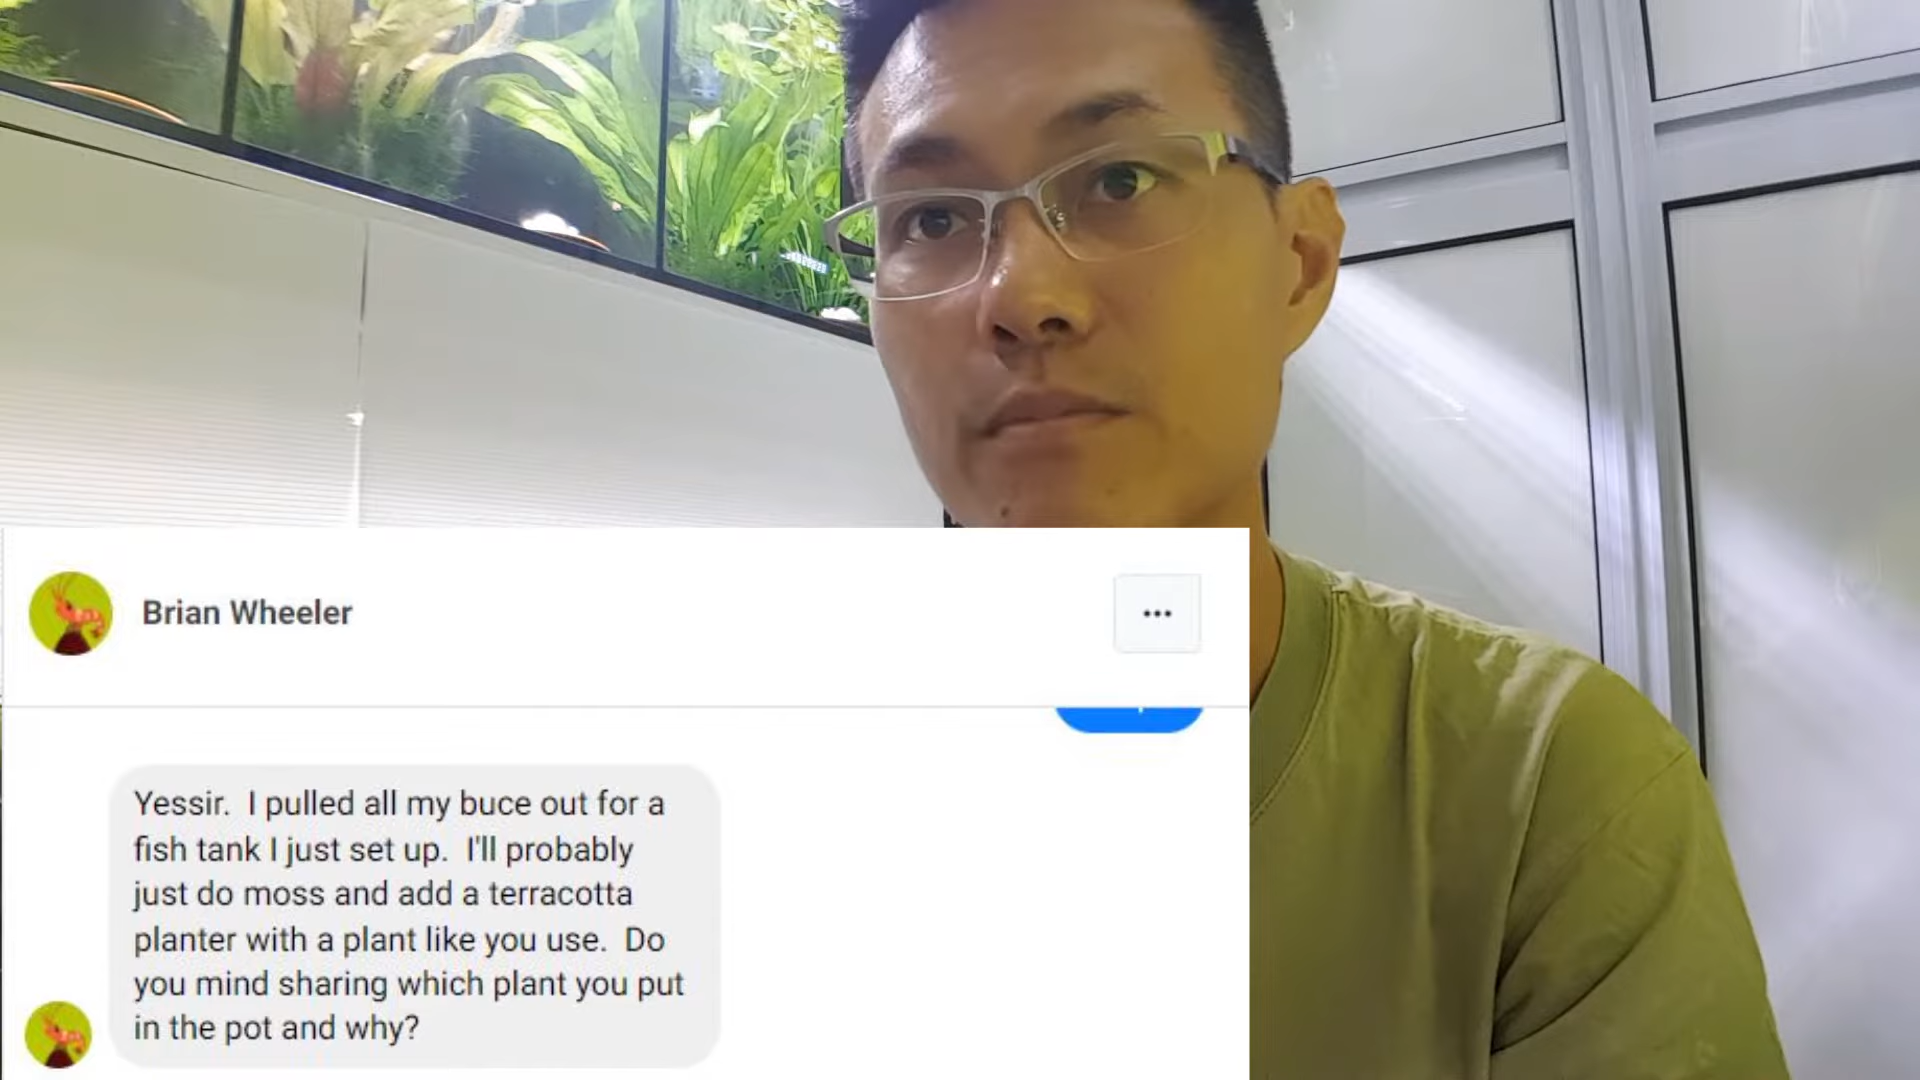 Brian Wheeler
Yessir. I pulled all my buce out for a
fish tank I just set up. I'll probably
just do moss and add a terracotta
planter with a plant like you use. Do
you mind sharing which plant you put
in the pot and why?